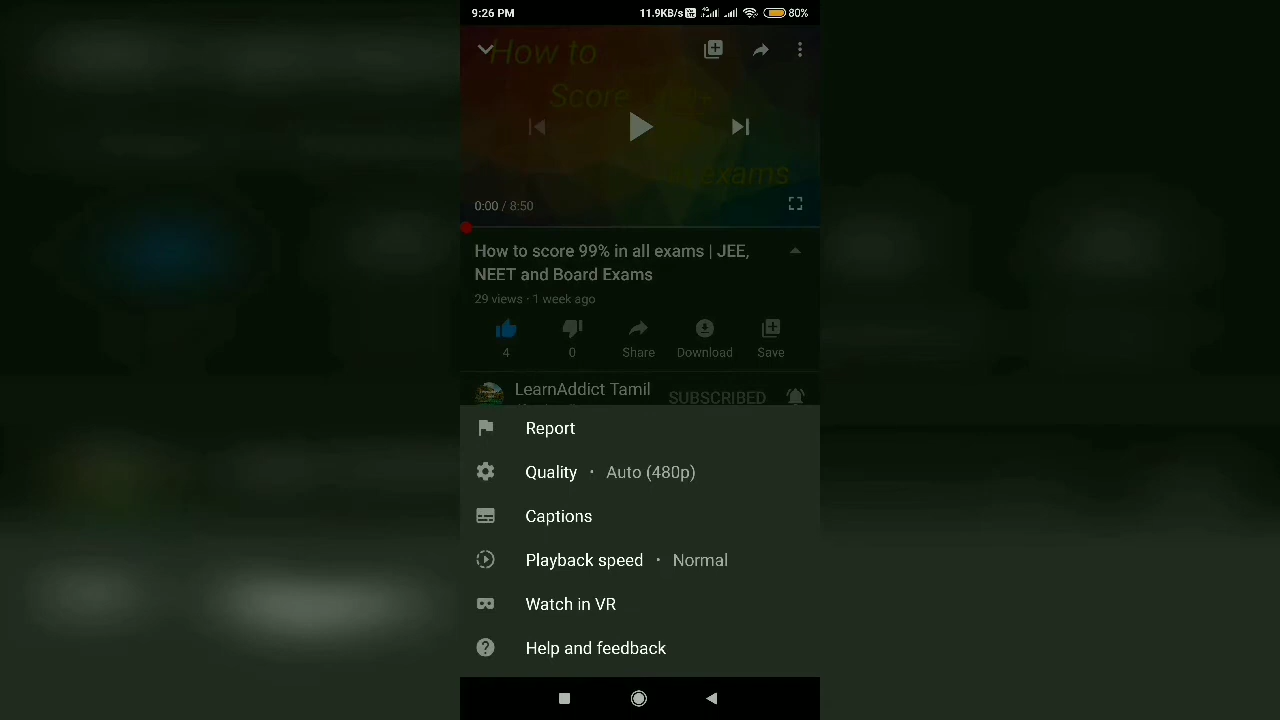 9:26 PM 11.9KB/s 80%
How to
Score
exams
0:00 / 8:50
How to score 99% in all exams | JEE,
NEET and Board Exams
29 views · 1 week ago
4 0 Share Download Save
LearnAddict Tamil SUBSCRIBED
Report
Quality · Auto (480p)
Captions
Playback speed · Normal
Watch in VR
Help and feedback